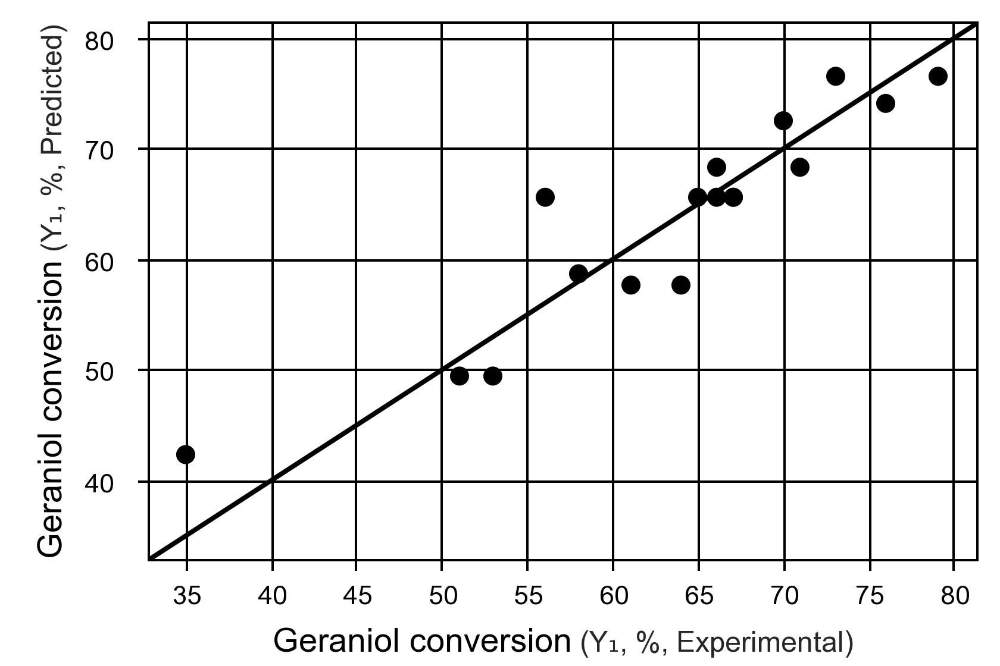 Geraniol conversion (Y₁, %, Predicted)
80
70
60
50
40
35 40 45 50 55 60 65 70 75 80
Geraniol conversion (Y₁, %, Experimental)